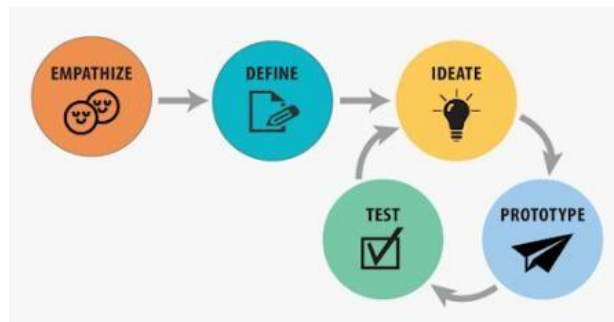 EMPATHIZE
DEFINE
IDEATE
TEST
PROTOTYPE